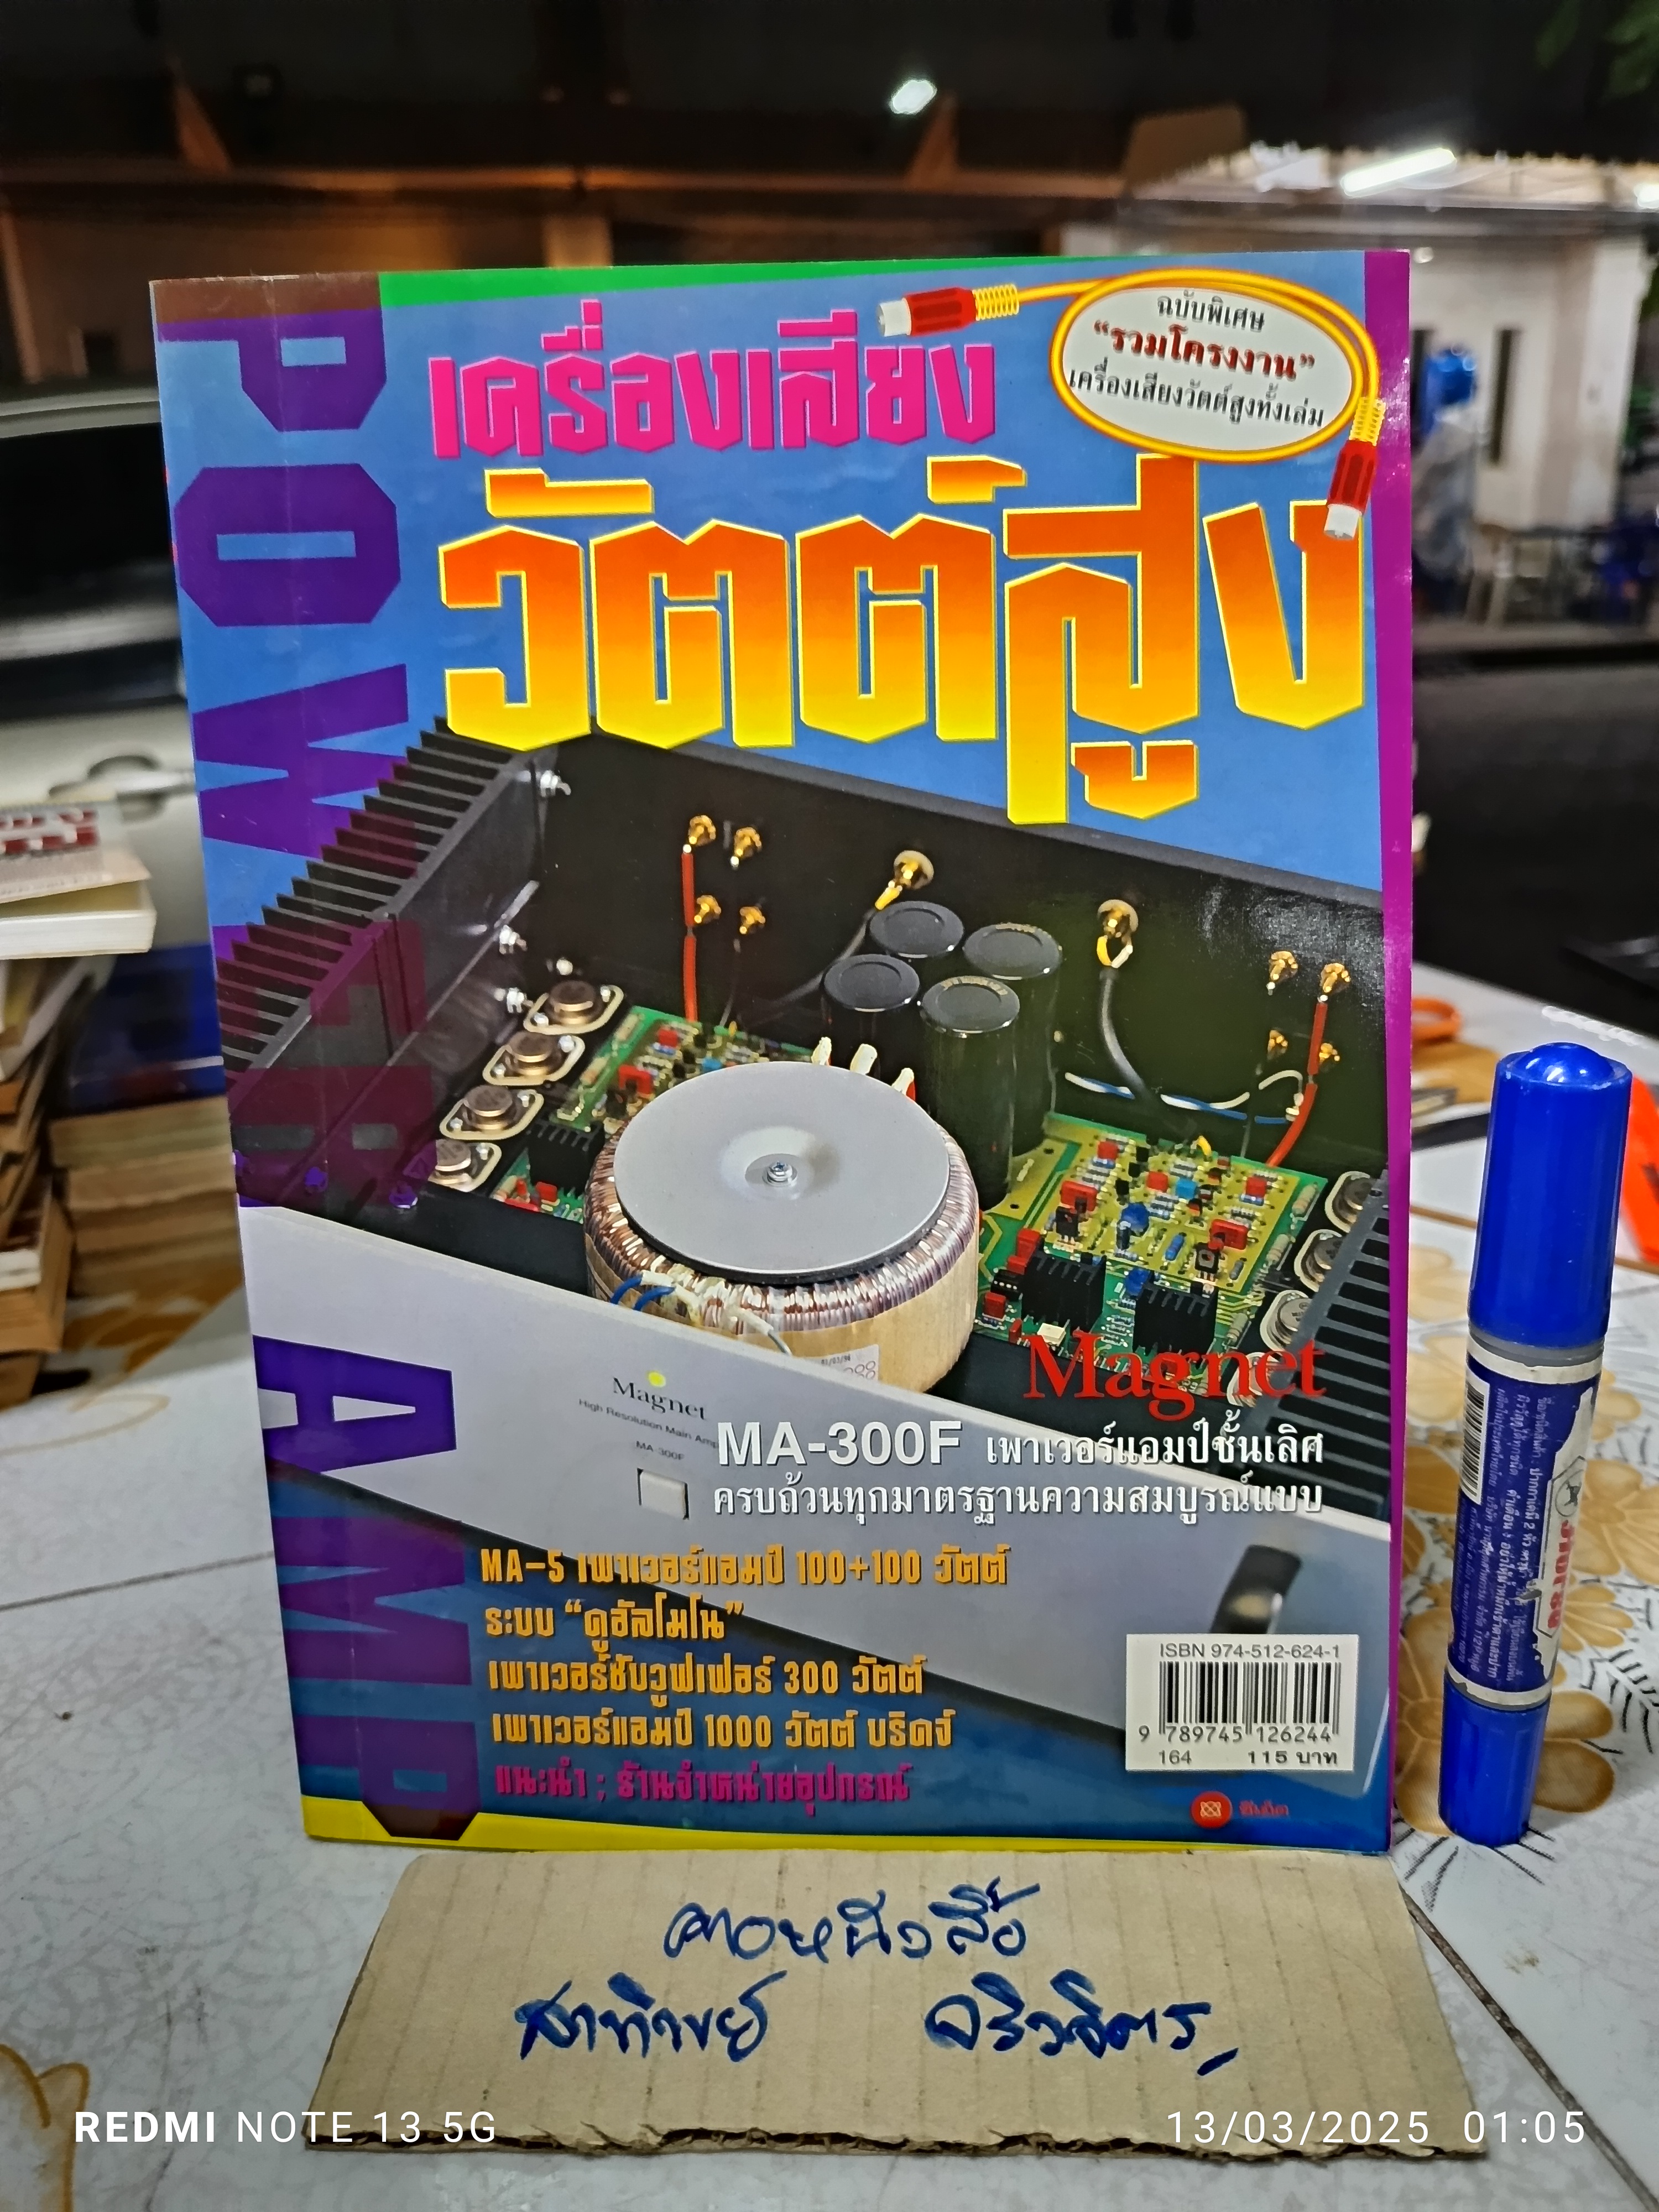 POWER AMP
เครื่องเสียง
วัตต์สูง
ฉบับพิเศษ
“รวมโครงงาน”
เครื่องเสียงวัตต์สูงทั้งเล่ม
Magnet
High Resolution Main Amp
MA-300F
Magnet
MA-300F เพาเวอร์แอมป์ชั้นเลิศ
ครบถ้วนทุกมาตรฐานความสมบูรณ์แบบ
MA-5 เพาเวอร์แอมป์ 100+100 วัตต์
ระบบ “ดูอัลโมโน”
เพาเวอร์ซับวูฟเฟอร์ 300 วัตต์
เพาเวอร์แอมป์ 1000 วัตต์ บริดจ์
แนะนำ ; ร้านจำหน่ายอุปกรณ์
ISBN 974-512-624-1
9 789745 126244
164 115 บาท
ซีเอ็ด
REDMI NOTE 13 5G
13/03/2025 01:05